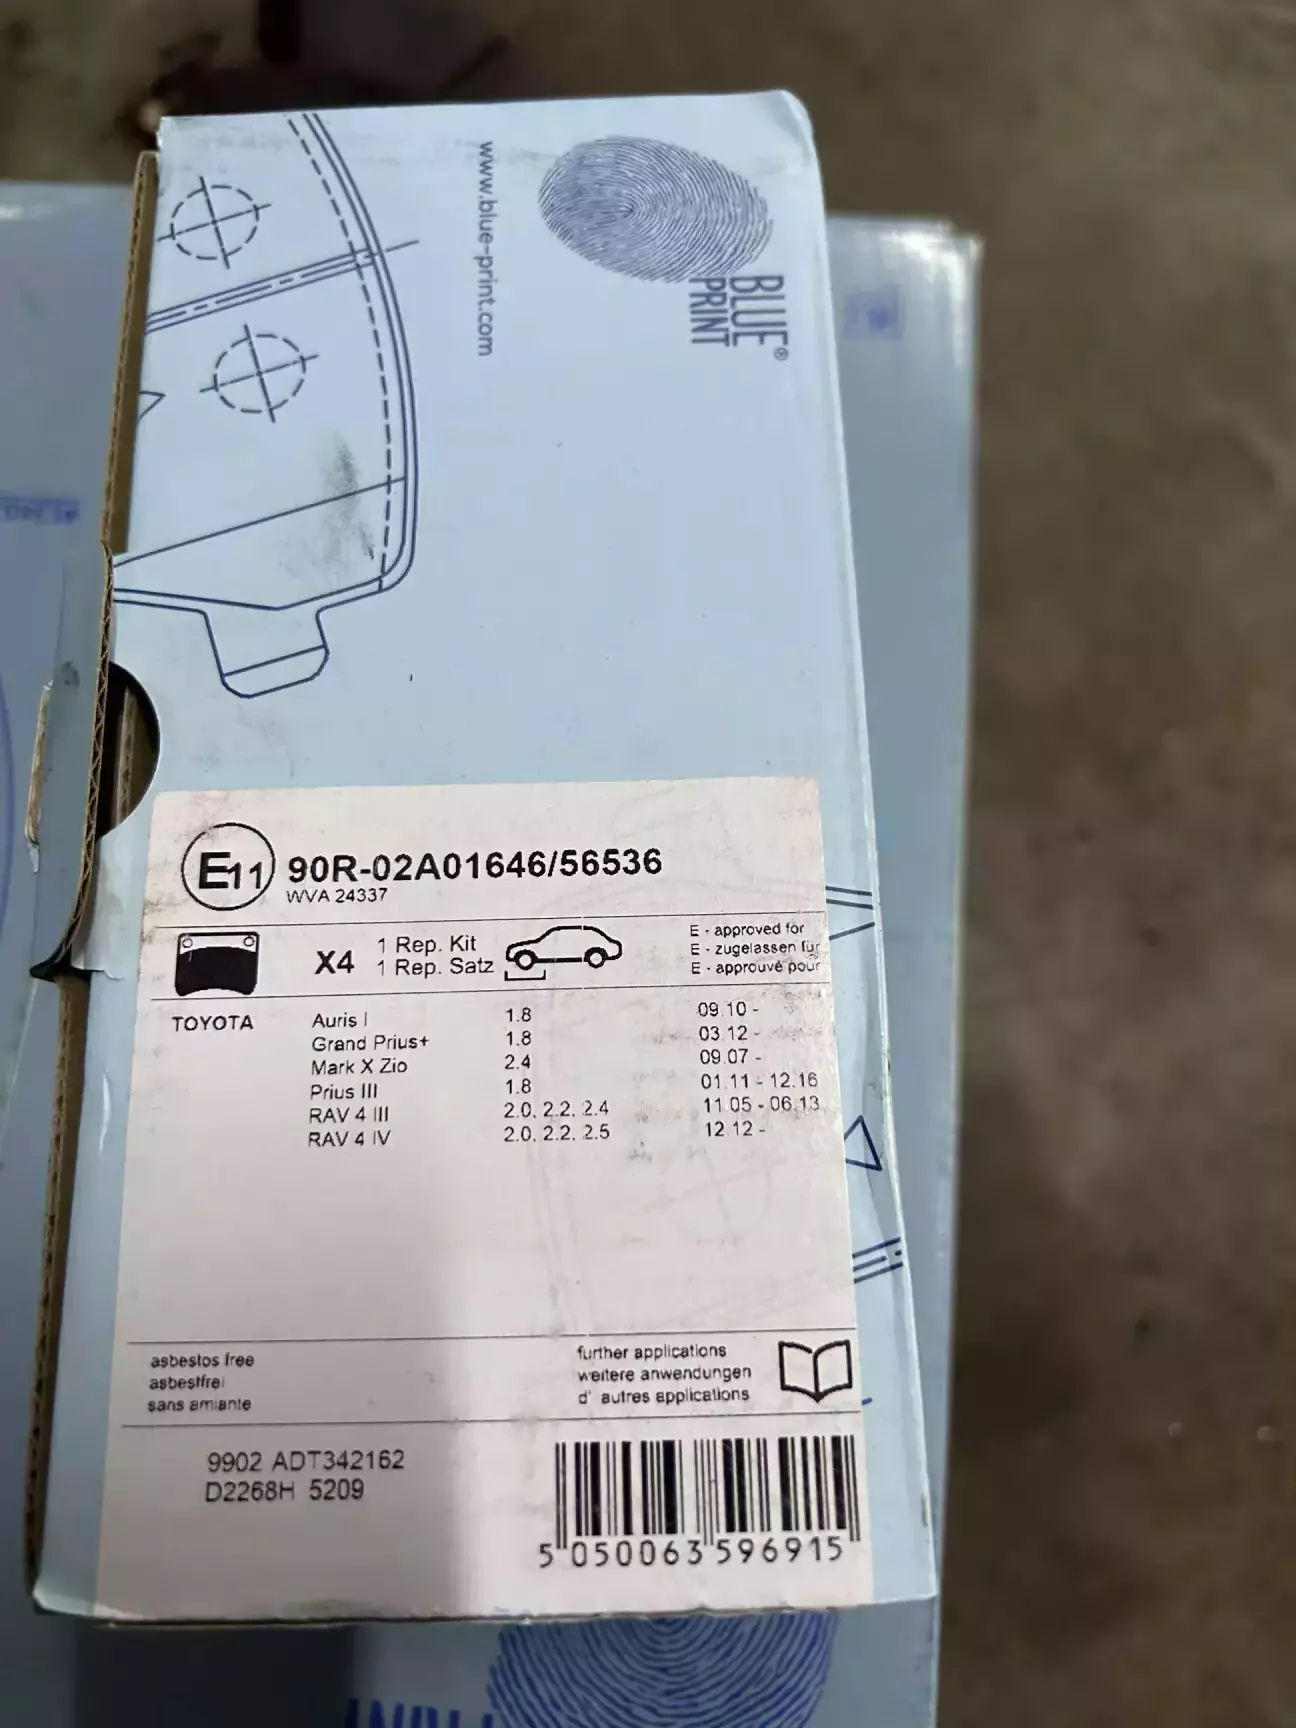 www.blue-print.com
BLUE®
PRINT
E11 90R-02A01646/56536
WVA 24337
X4
1 Rep. Kit
1 Rep. Satz
E - approved for
E - zugelassen für
E - approuvé pour
TOYOTA
Auris I 1.8 09.10 -
Grand Prius+ 1.8 03.12 -
Mark X Zio 2.4 09.07 -
Prius III 1.8 01.11 - 12.16
RAV 4 III 2.0, 2.2, 2.4 11.05 - 06.13
RAV 4 IV 2.0, 2.2, 2.5 12.12 -
asbestos free
asbestfrei
sans amiante
further applications
weitere anwendungen
d' autres applications
9902 ADT342162
D2268H 5209
5 050063 596915